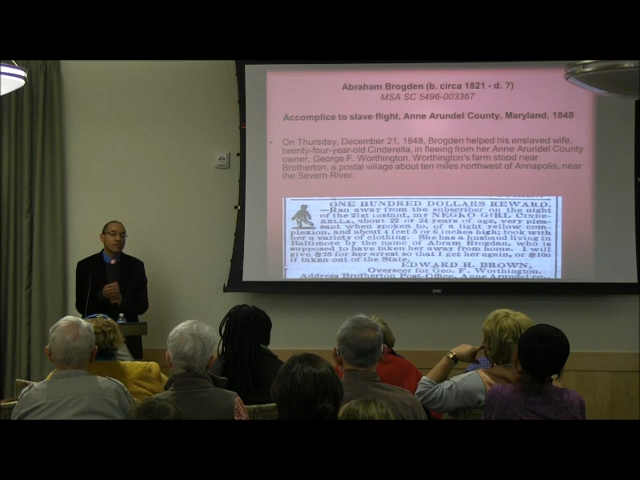 Abraham Brogden (b. circa 1821 - d. ?)
MSA SC 5496-003367
Accomplice to slave flight, Anne Arundel County, Maryland, 1848
• On Thursday, December 21, 1848, Brogden helped his enslaved wife,
twenty-four-year-old Cinderella, in fleeing from her Anne Arundel County
owner, George F. Worthington. Worthington's farm stood near
Brotherton, a postal village about ten miles northwest of Annapolis, near
the Severn River.
ONE HUNDRED DOLLARS REWARD.
—Ran away from the subscriber on the night
of the 21st instant, my NEGRO GIRL CINDE-
RELLA, about 22 or 24 years of age, very plea-
sant when spoken to, of a light yellow com-
plexion, and about 4 feet 5 or 6 inches high; took with
her a variety of clothing. She has a husband living in
Baltimore by the name of Abram Brogdan, who is
supposed to have taken her away from home. I will
give $75 for her arrest so that I get her again, or $100
if taken out of the State.
EDWARD H. BROWN,
Overseer for Geo. F. Worthington.
Address Brotherton Post-Office, Anne Arundel co.